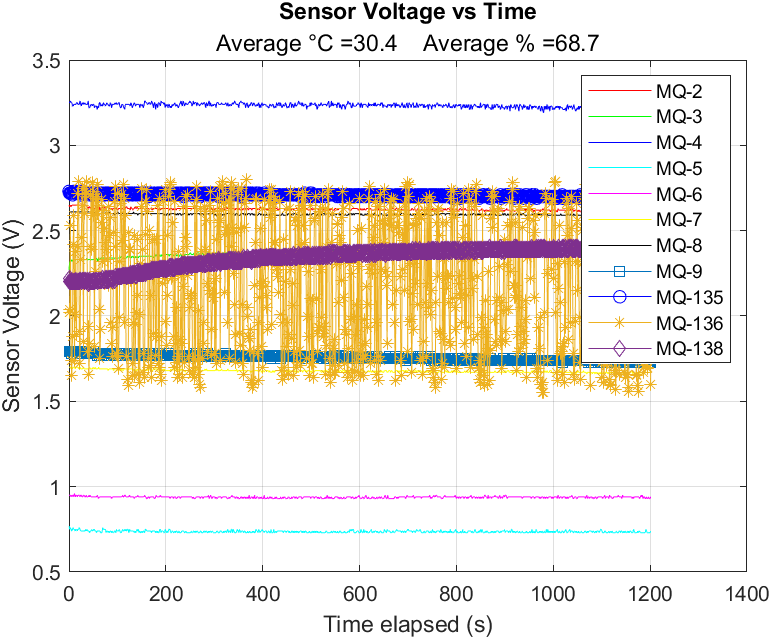 Sensor Voltage vs Time
Average °C =30.4 Average % =68.7
3.5
3
2.5
2
1.5
1
0.5
Sensor Voltage (V)
0 200 400 600 800 1000 1200 1400
Time elapsed (s)
MQ-2
MQ-3
MQ-4
MQ-5
MQ-6
MQ-7
MQ-8
MQ-9
MQ-135
MQ-136
MQ-138